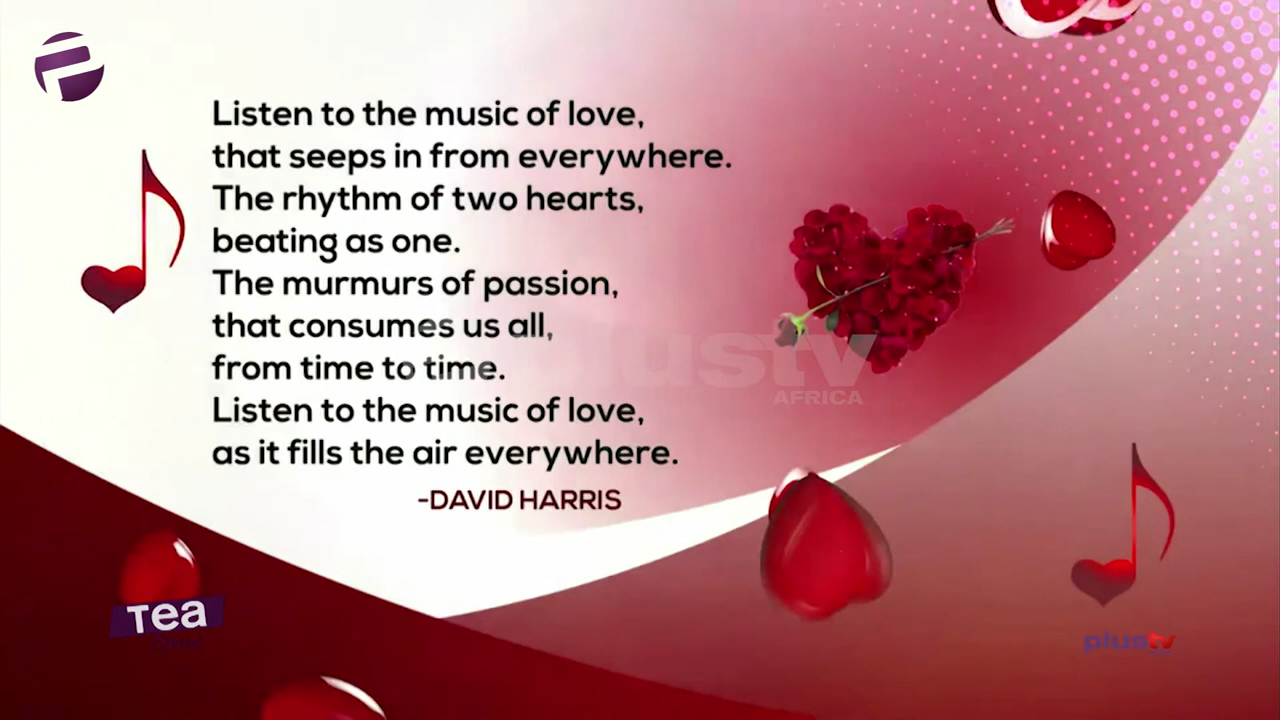 Listen to the music of love,
that seeps in from everywhere.
The rhythm of two hearts,
beating as one.
The murmurs of passion,
that consumes us all,
from time to time.
Listen to the music of love,
as it fills the air everywhere.
-DAVID HARRIS
plustv
AFRICA
Tea
plustv